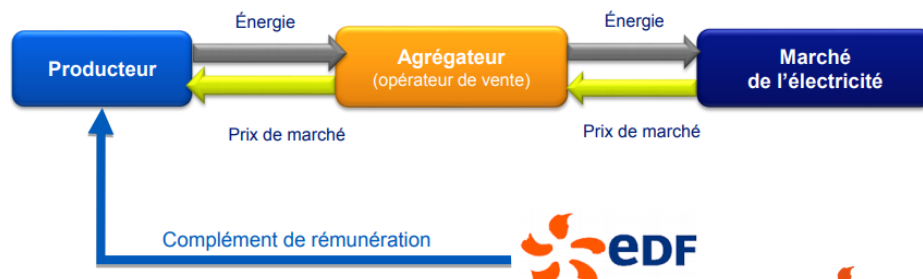 Énergie
Énergie
Producteur
Agrégateur
(opérateur de vente)
Marché
de l'électricité
Prix de marché
Prix de marché
Complément de rémunération
eDF